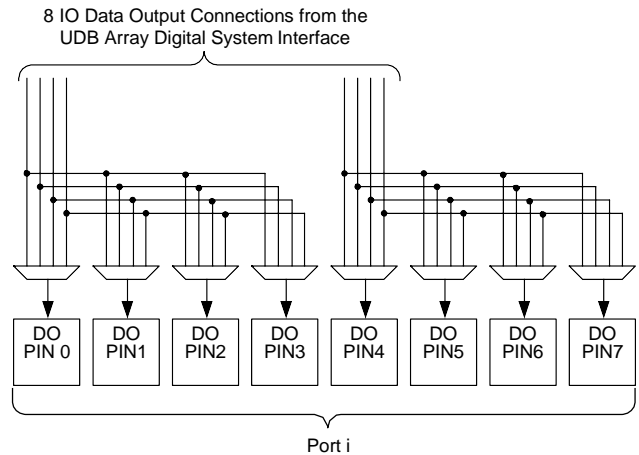 8 IO Data Output Connections from the
UDB Array Digital System Interface
DO
PIN 0
DO
PIN1
DO
PIN2
DO
PIN3
DO
PIN4
DO
PIN5
DO
PIN6
DO
PIN7
Port i